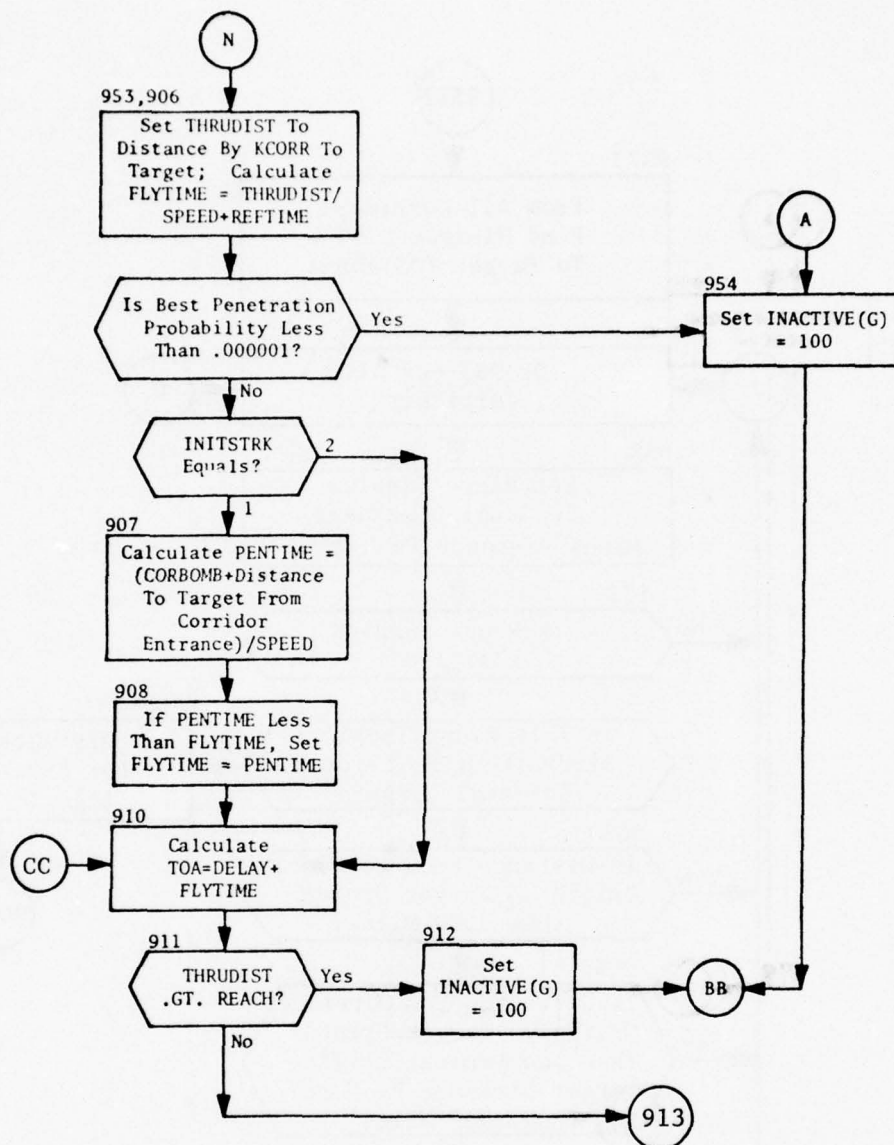 N
953,906
Set THRUDIST To
Distance By KCORR To
Target; Calculate
FLYTIME = THRUDIST/
SPEED+REFTIME
A
954
Is Best Penetration
Probability Less
Than .000001?
Yes
Set INACTIVE(G)
= 100
No
INITSTRK
Equals?
2
1
907
Calculate PENTIME =
(CORBOMB+Distance
To Target From
Corridor
Entrance)/SPEED
908
If PENTIME Less
Than FLYTIME, Set
FLYTIME = PENTIME
910
CC
Calculate
TOA=DELAY+
FLYTIME
911
THRUDIST
.GT. REACH?
Yes
912
Set
INACTIVE(G)
= 100
BB
No
913